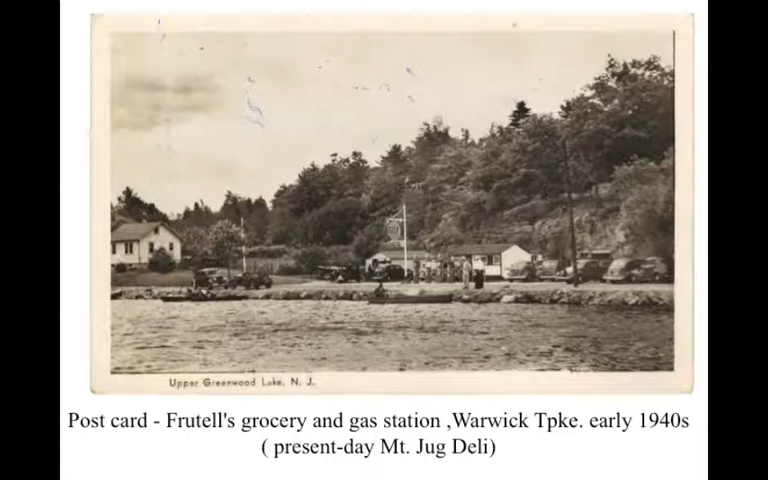 Upper Greenwood Lake, N. J.
Post card - Frutell's grocery and gas station ,Warwick Tpke. early 1940s
( present-day Mt. Jug Deli)